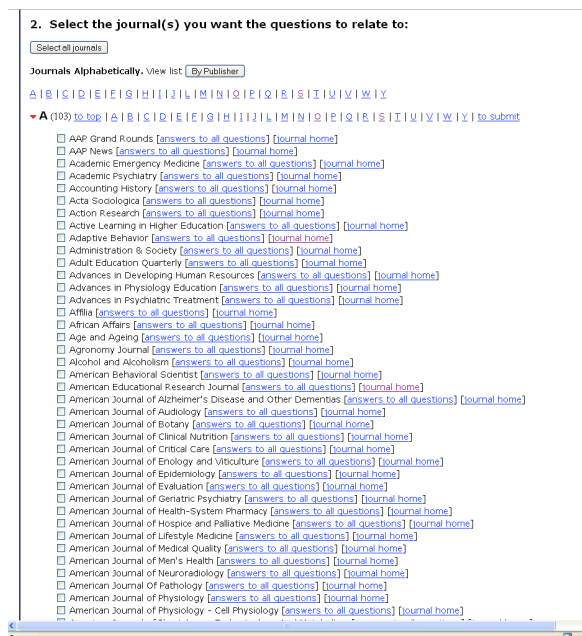 2. Select the journal(s) you want the questions to relate to:
Select all journals
Journals Alphabetically. View list By Publisher
A | B | C | D | E | F | G | H | I | J | L | M | N | O | P | Q | R | S | T | U | V | W | Y
A (103) to top | A | B | C | D | E | F | G | H | I | J | L | M | N | O | P | Q | R | S | T | U | V | W | Y | to submit
AAP Grand Rounds [answers to all questions] [journal home]
AAP News [answers to all questions] [journal home]
Academic Emergency Medicine [answers to all questions] [journal home]
Academic Psychiatry [answers to all questions] [journal home]
Accounting History [answers to all questions] [journal home]
Acta Sociologica [answers to all questions] [journal home]
Action Research [answers to all questions] [journal home]
Active Learning in Higher Education [answers to all questions] [journal home]
Adaptive Behavior [answers to all questions] [journal home]
Administration & Society [answers to all questions] [journal home]
Adult Education Quarterly [answers to all questions] [journal home]
Advances in Developing Human Resources [answers to all questions] [journal home]
Advances in Physiology Education [answers to all questions] [journal home]
Advances in Psychiatric Treatment [answers to all questions] [journal home]
Affilia [answers to all questions] [journal home]
African Affairs [answers to all questions] [journal home]
Age and Ageing [answers to all questions] [journal home]
Agronomy Journal [answers to all questions] [journal home]
Alcohol and Alcoholism [answers to all questions] [journal home]
American Behavioral Scientist [answers to all questions] [journal home]
American Educational Research Journal [answers to all questions] [journal home]
American Journal of Alzheimer's Disease and Other Dementias [answers to all questions] [journal home]
American Journal of Audiology [answers to all questions] [journal home]
American Journal of Botany [answers to all questions] [journal home]
American Journal of Clinical Nutrition [answers to all questions] [journal home]
American Journal of Critical Care [answers to all questions] [journal home]
American Journal of Enology and Viticulture [answers to all questions] [journal home]
American Journal of Epidemiology [answers to all questions] [journal home]
American Journal of Evaluation [answers to all questions] [journal home]
American Journal of Geriatric Psychiatry [answers to all questions] [journal home]
American Journal of Health-System Pharmacy [answers to all questions] [journal home]
American Journal of Hospice and Palliative Medicine [answers to all questions] [journal home]
American Journal of Lifestyle Medicine [answers to all questions] [journal home]
American Journal of Medical Quality [answers to all questions] [journal home]
American Journal of Men's Health [answers to all questions] [journal home]
American Journal of Neuroradiology [answers to all questions] [journal home]
American Journal Of Pathology [answers to all questions] [journal home]
American Journal of Physiology [answers to all questions] [journal home]
American Journal of Physiology - Cell Physiology [answers to all questions] [journal home]